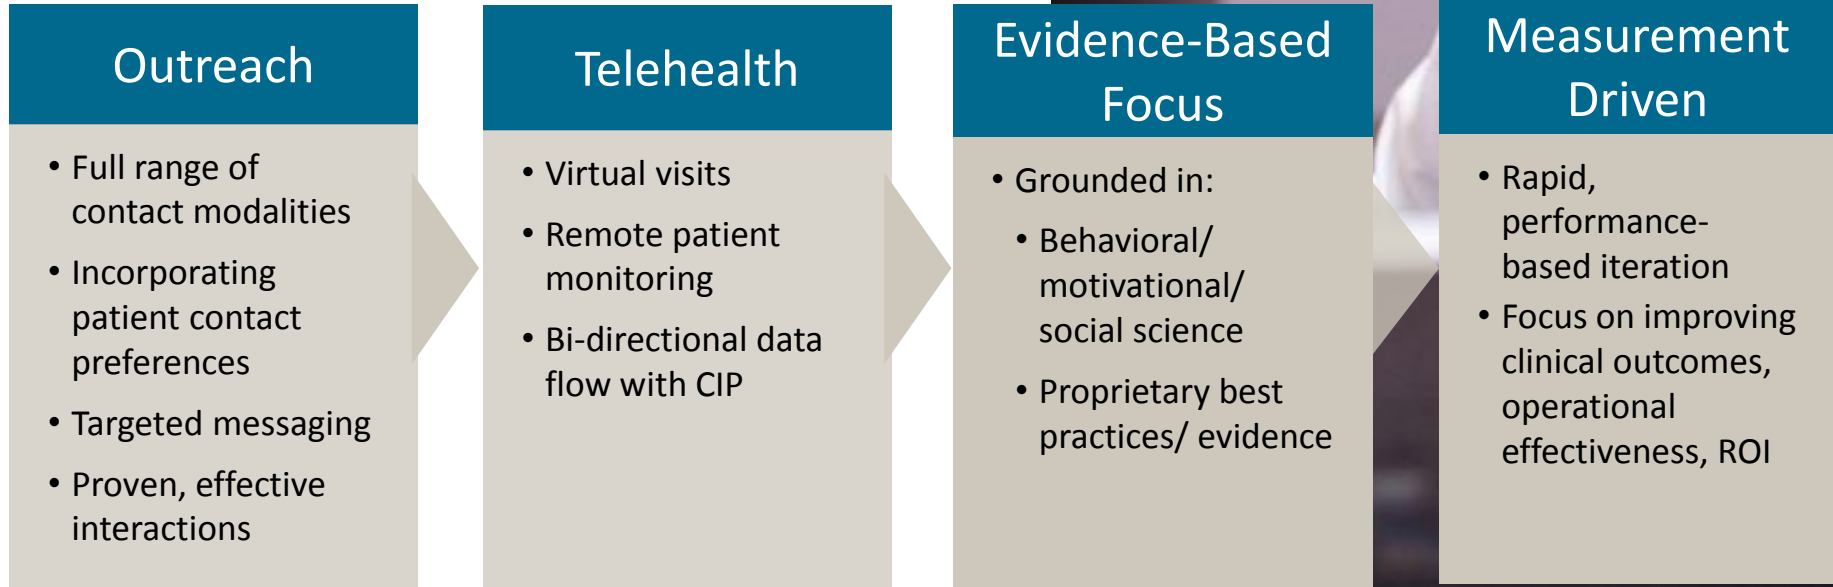 Outreach
• Full range of
contact modalities
• Incorporating
patient contact
preferences
• Targeted messaging
• Proven, effective
interactions
Telehealth
• Virtual visits
• Remote patient
monitoring
• Bi-directional data
flow with CIP
Evidence-Based
Focus
• Grounded in:
• Behavioral/
motivational/
social science
• Proprietary best
practices/ evidence
Measurement
Driven
• Rapid,
performance-
based iteration
• Focus on improving
clinical outcomes,
operational
effectiveness, ROI